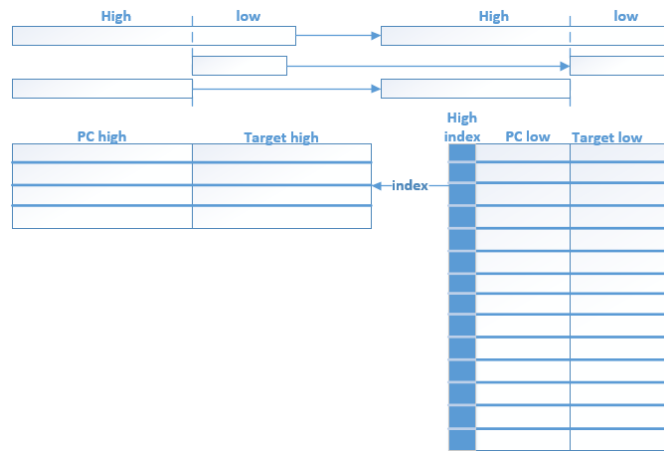 High low High low
High
index
PC high Target high PC low Target low
index